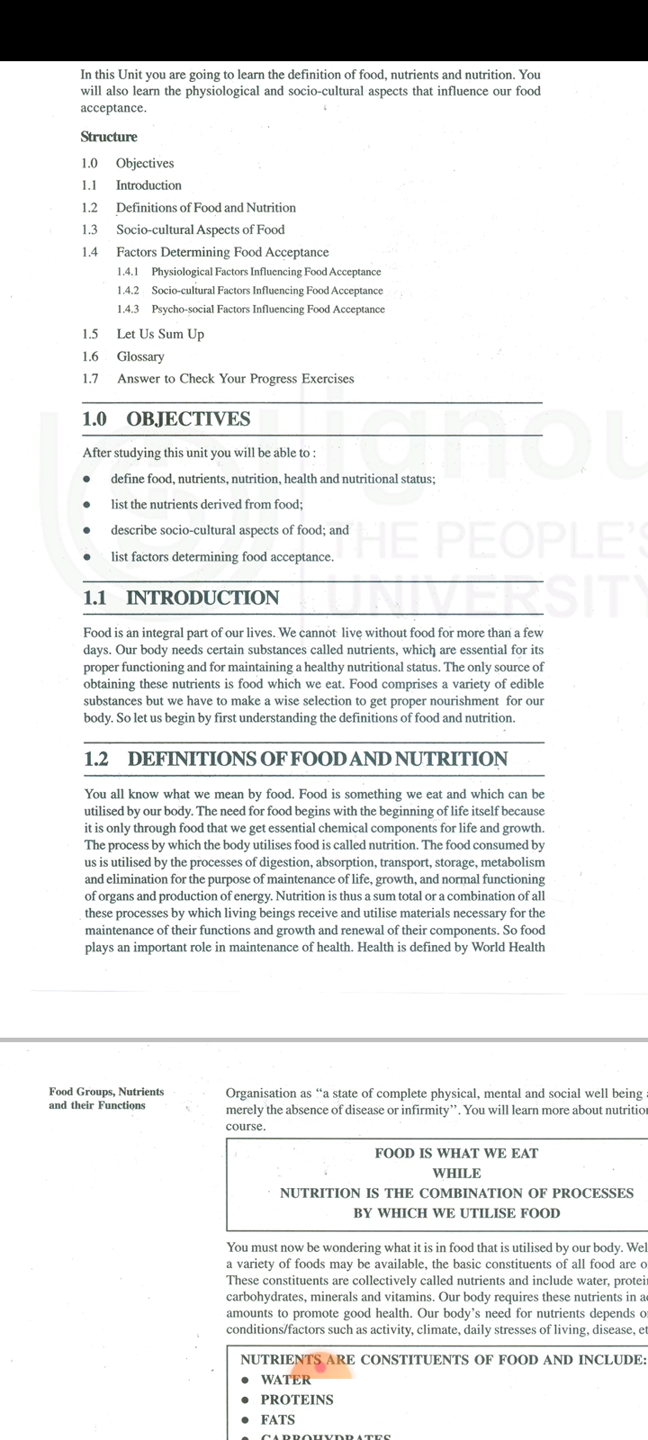 In this Unit you are going to learn the definition of food, nutrients and nutrition. You
will also learn the physiological and socio-cultural aspects that influence our food
acceptance.
Structure
1.0 Objectives
1.1 Introduction
1.2 Definitions of Food and Nutrition
1.3 Socio-cultural Aspects of Food
1.4 Factors Determining Food Acceptance
1.4.1 Physiological Factors Influencing Food Acceptance
1.4.2 Socio-cultural Factors Influencing Food Acceptance
1.4.3 Psycho-social Factors Influencing Food Acceptance
1.5 Let Us Sum Up
1.6 Glossary
1.7 Answer to Check Your Progress Exercises
1.0 OBJECTIVES
ignou
THE PEOPLE'S
UNIVERSITY
After studying this unit you will be able to :
● define food, nutrients, nutrition, health and nutritional status;
● list the nutrients derived from food;
● describe socio-cultural aspects of food; and
● list factors determining food acceptance.
1.1 INTRODUCTION
Food is an integral part of our lives. We cannot live without food for more than a few
days. Our body needs certain substances called nutrients, which are essential for its
proper functioning and for maintaining a healthy nutritional status. The only source of
obtaining these nutrients is food which we eat. Food comprises a variety of edible
substances but we have to make a wise selection to get proper nourishment for our
body. So let us begin by first understanding the definitions of food and nutrition.
1.2 DEFINITIONS OF FOOD AND NUTRITION
You all know what we mean by food. Food is something we eat and which can be
utilised by our body. The need for food begins with the beginning of life itself because
it is only through food that we get essential chemical components for life and growth.
The process by which the body utilises food is called nutrition. The food consumed by
us is utilised by the processes of digestion, absorption, transport, storage, metabolism
and elimination for the purpose of maintenance of life, growth, and normal functioning
of organs and production of energy. Nutrition is thus a sum total or a combination of all
these processes by which living beings receive and utilise materials necessary for the
maintenance of their functions and growth and renewal of their components. So food
plays an important role in maintenance of health. Health is defined by World Health
Food Groups, Nutrients
and their Functions
Organisation as “a state of complete physical, mental and social well being
merely the absence of disease or infirmity”. You will learn more about
course.
FOOD IS WHAT WE EAT
WHILE
NUTRITION IS THE COMBINATION OF PROCESSES
BY WHICH WE UTILISE FOOD
You must now be wondering what it is in food that is utilised by our body.
a variety of foods may be available, the basic constituents of all food are
These constituents are collectively called nutrients and include water,
carbohydrates, minerals and vitamins. Our body requires these nutrients in
amounts to promote good health. Our body's need for nutrients depends
conditions/factors such as activity, climate, daily stresses of living, disease,
NUTRIENTS ARE CONSTITUENTS OF FOOD AND INCLUDE:
● WATER
● PROTEINS
● FATS
● CARBOHYDRATES